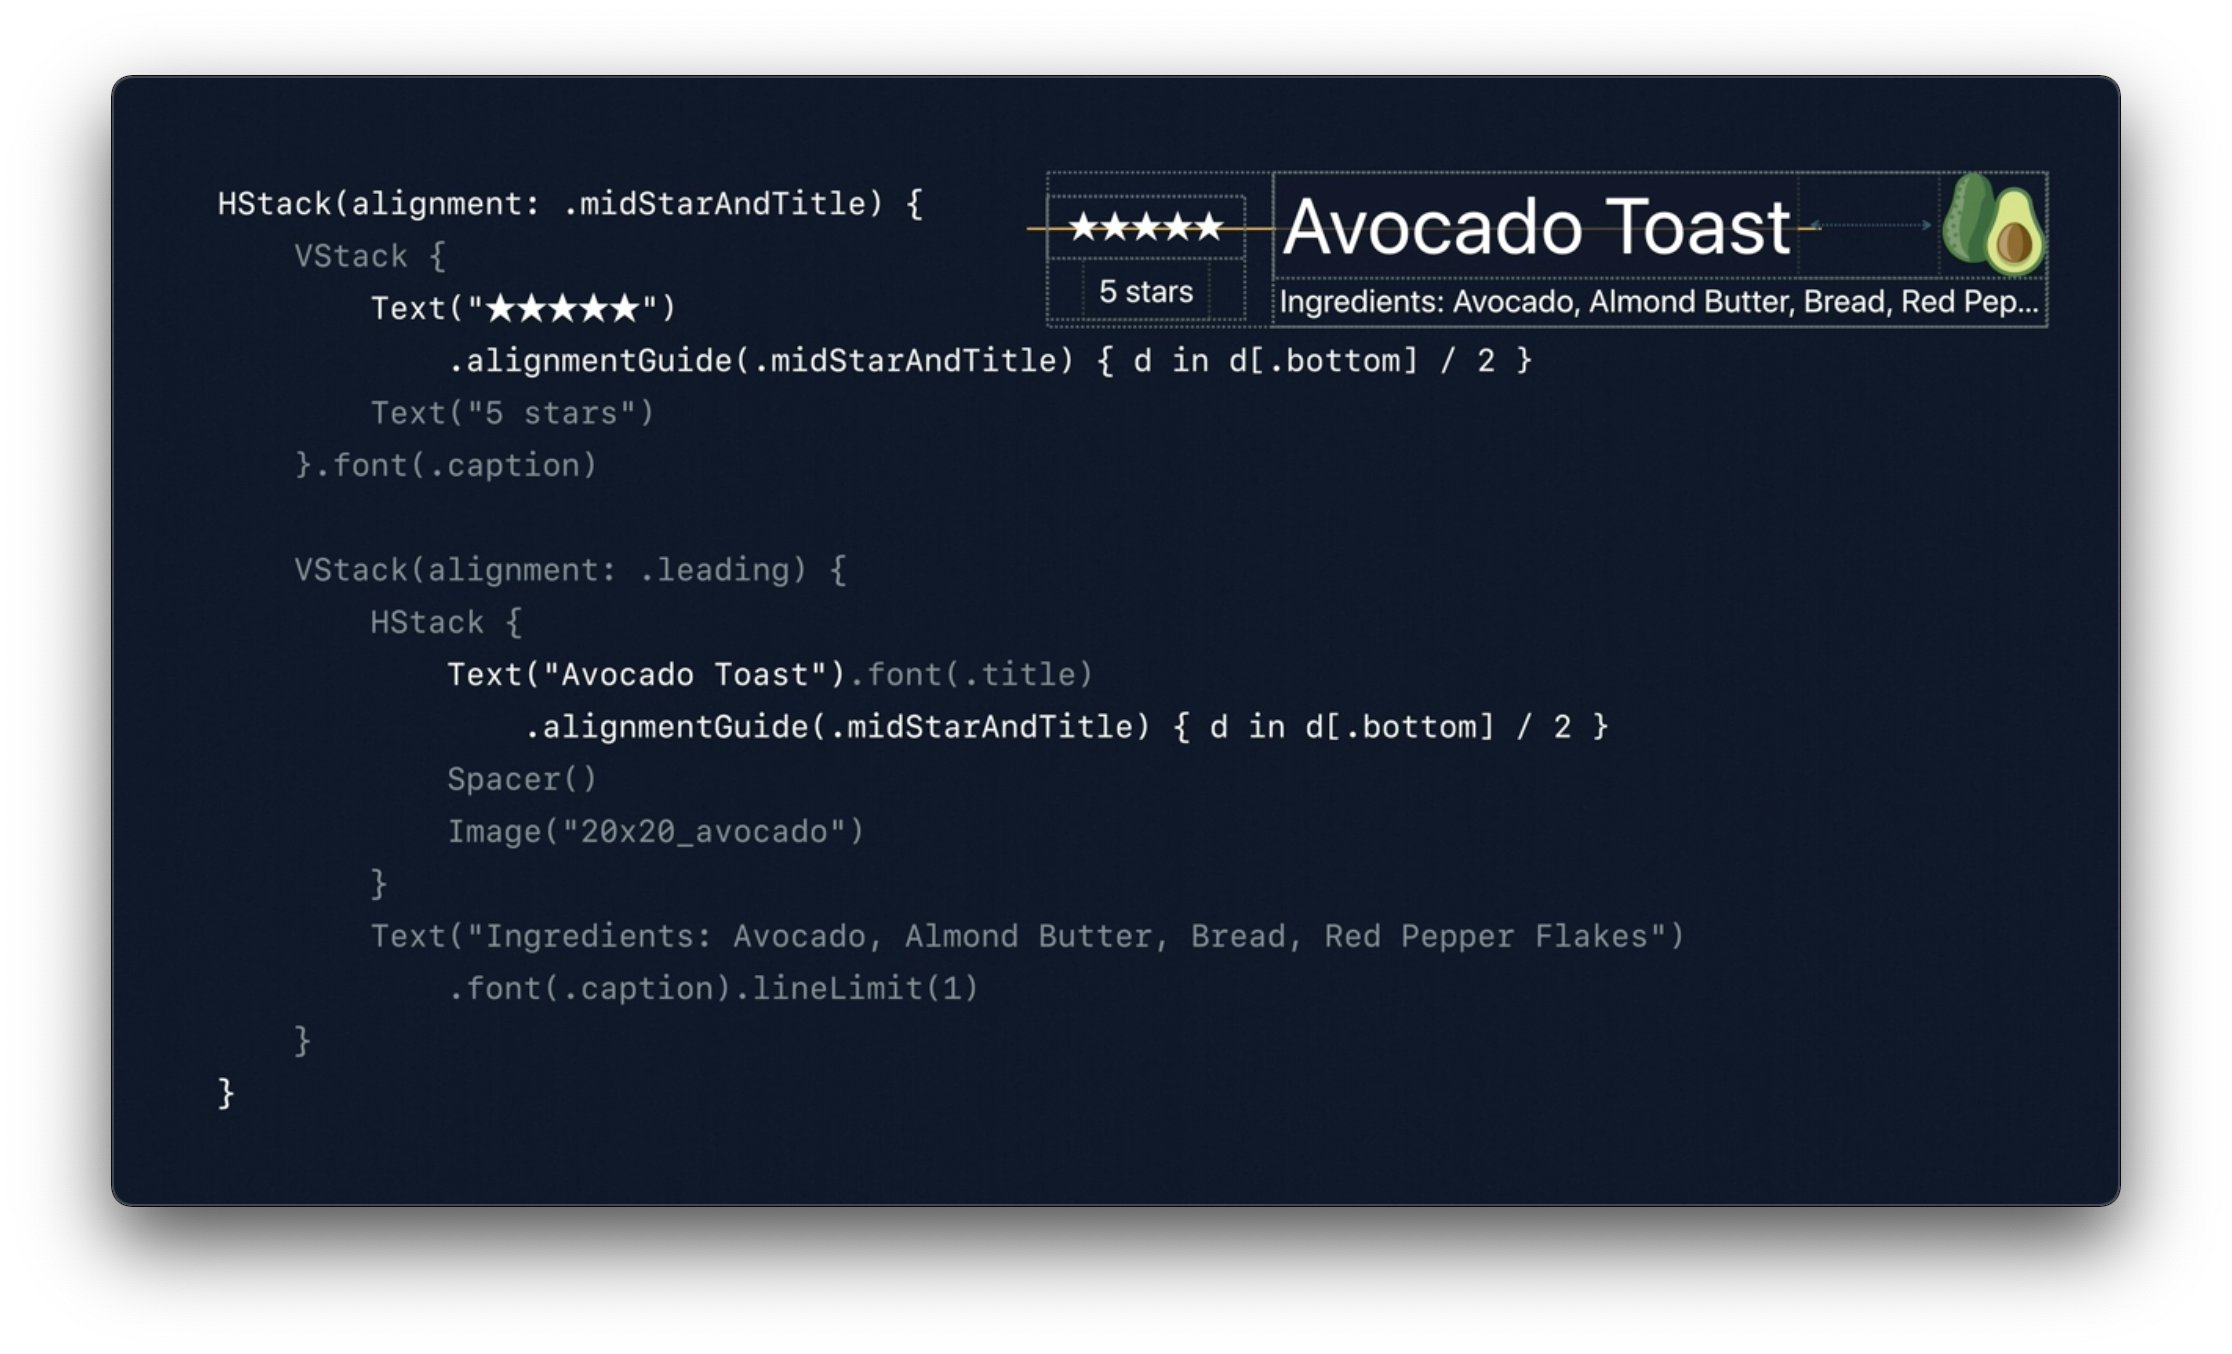 HStack(alignment: .midStarAndTitle) {
    VStack {
        Text("★★★★★")
            .alignmentGuide(.midStarAndTitle) { d in d[.bottom] / 2 }
        Text("5 stars")
    }.font(.caption)

    VStack(alignment: .leading) {
        HStack {
            Text("Avocado Toast").font(.title)
                .alignmentGuide(.midStarAndTitle) { d in d[.bottom] / 2 }
            Spacer()
            Image("20x20_avocado")
        }
        Text("Ingredients: Avocado, Almond Butter, Bread, Red Pepper Flakes")
            .font(.caption).lineLimit(1)
    }
}
★★★★★
5 stars
Avocado Toast
Ingredients: Avocado, Almond Butter, Bread, Red Pep...